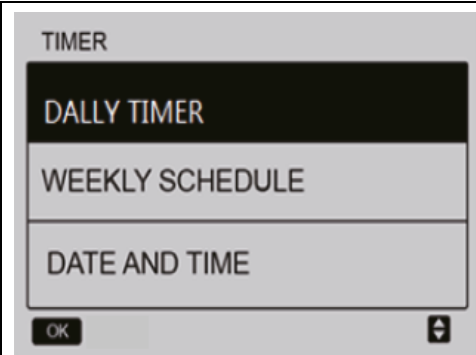 TIMER
DALLY TIMER
WEEKLY SCHEDULE
DATE AND TIME
OK